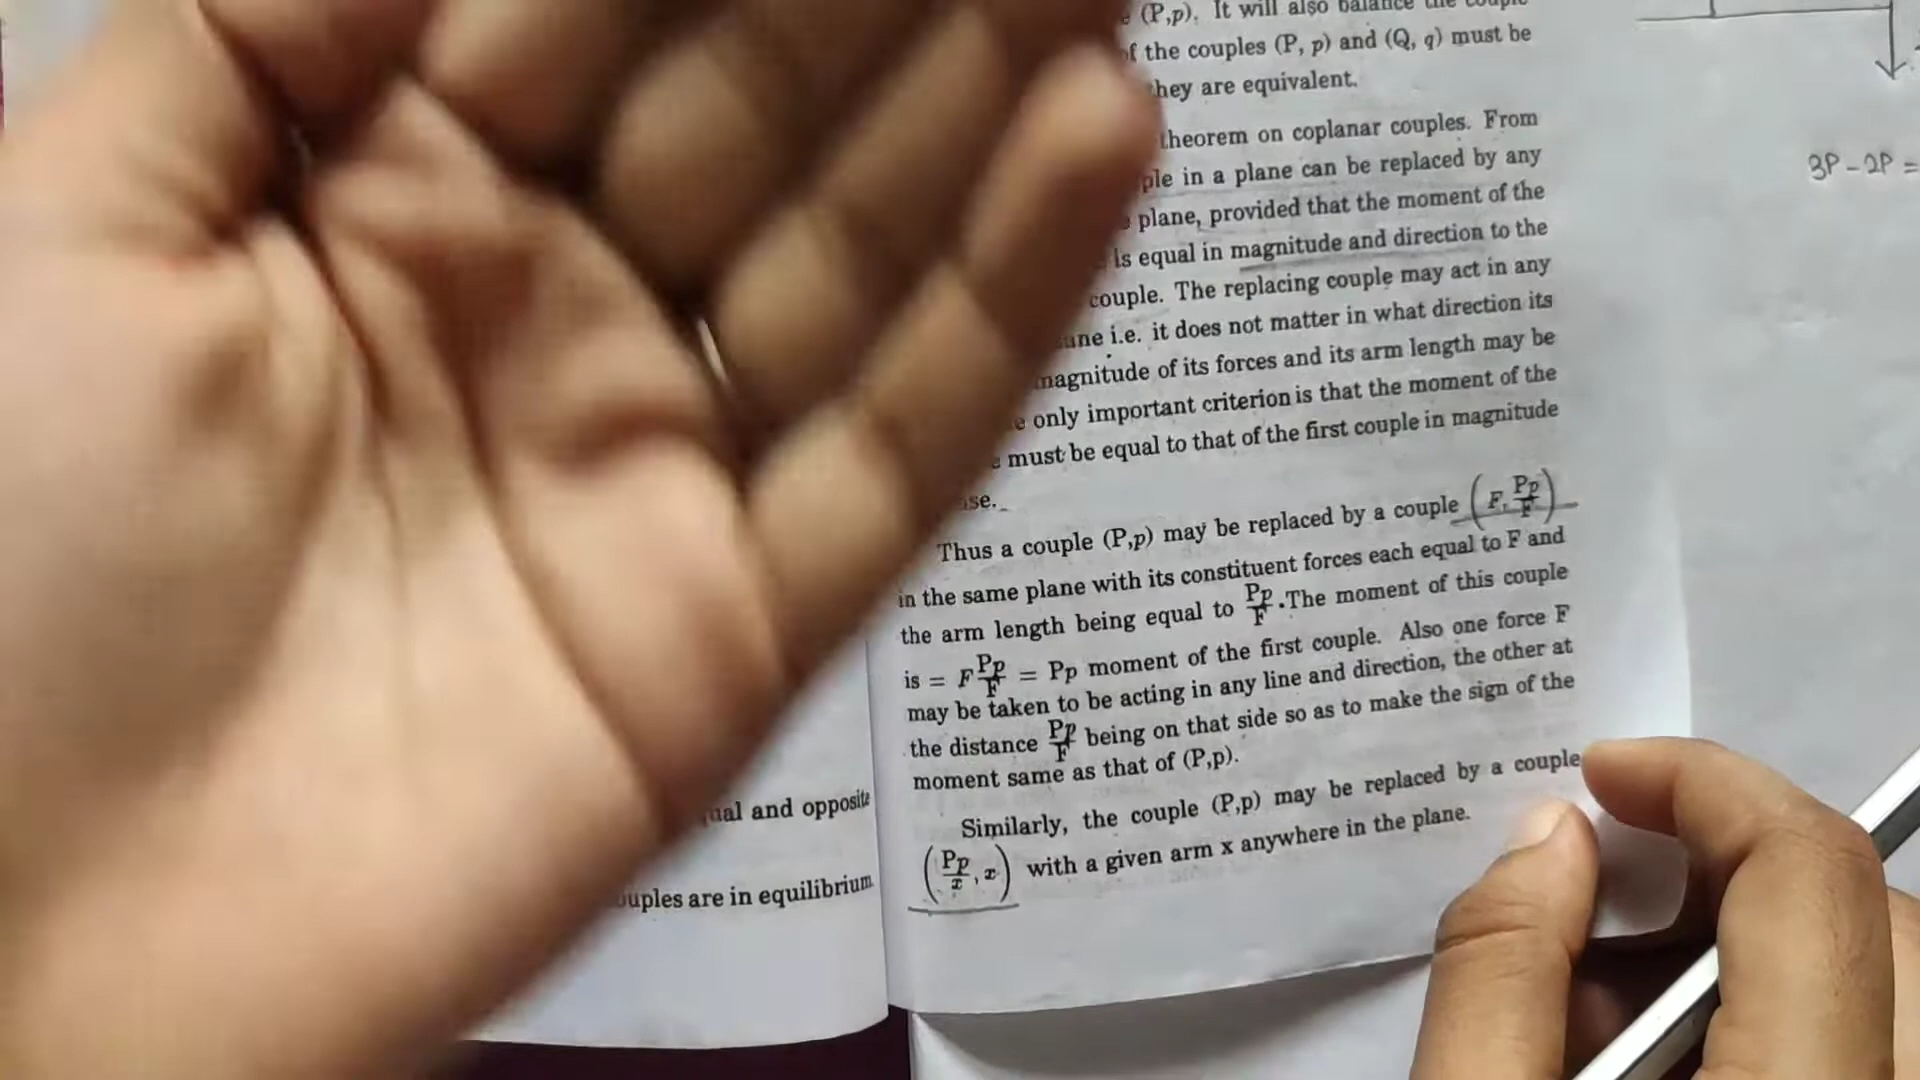 (P,p). It will also balance the couple
of the couples (P, p) and (Q, q) must be
they are equivalent.
theorem on coplanar couples. From
in a plane can be replaced by any
plane, provided that the moment of the
is equal in magnitude and direction to the
couple. The replacing couple may act in any
i.e. it does not matter in what direction its
magnitude of its forces and its arm length may be
only important criterion is that the moment of the
must be equal to that of the first couple in magnitude
Thus a couple (P,p) may be replaced by a couple (F, Pp/F)
in the same plane with its constituent forces each equal to F and
the arm length being equal to Pp/F. The moment of this couple
is = F Pp/F = Pp moment of the first couple. Also one force F
may be taken to be acting in any line and direction, the other at
the distance Pp/F being on that side so as to make the sign of the
moment same as that of (P,p).
Similarly, the couple (P,p) may be replaced by a couple
(Pp/x, x) with a given arm x anywhere in the plane.
and opposite
are in equilibrium
3P - 2P =